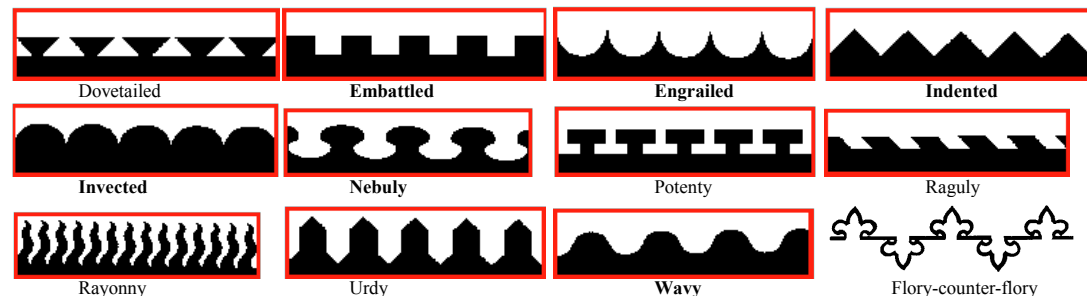 Dovetailed Embattled Engrailed Indented
Invected Nebuly Potenty Raguly
Rayonny Urdy Wavy Flory-counter-flory